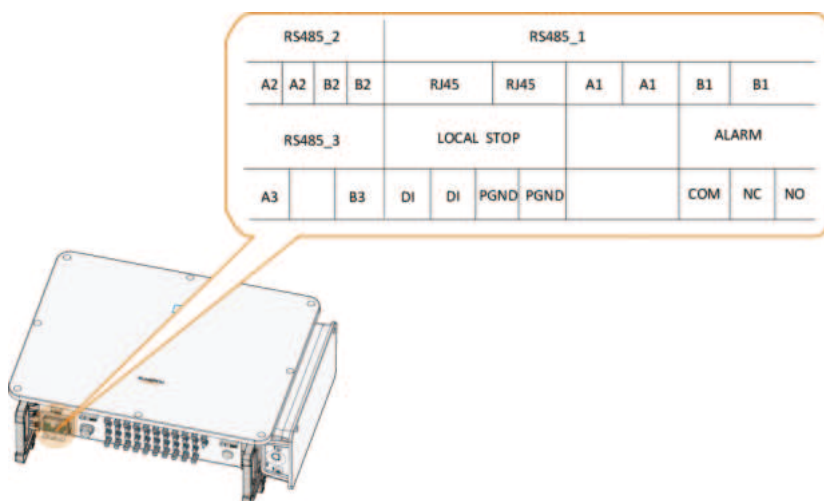 RS485_2 RS485_1
A2 A2 B2 B2 RJ45 RJ45 A1 A1 B1 B1
RS485_3 LOCAL STOP ALARM
A3 B3 DI DI PGND PGND COM NC NO